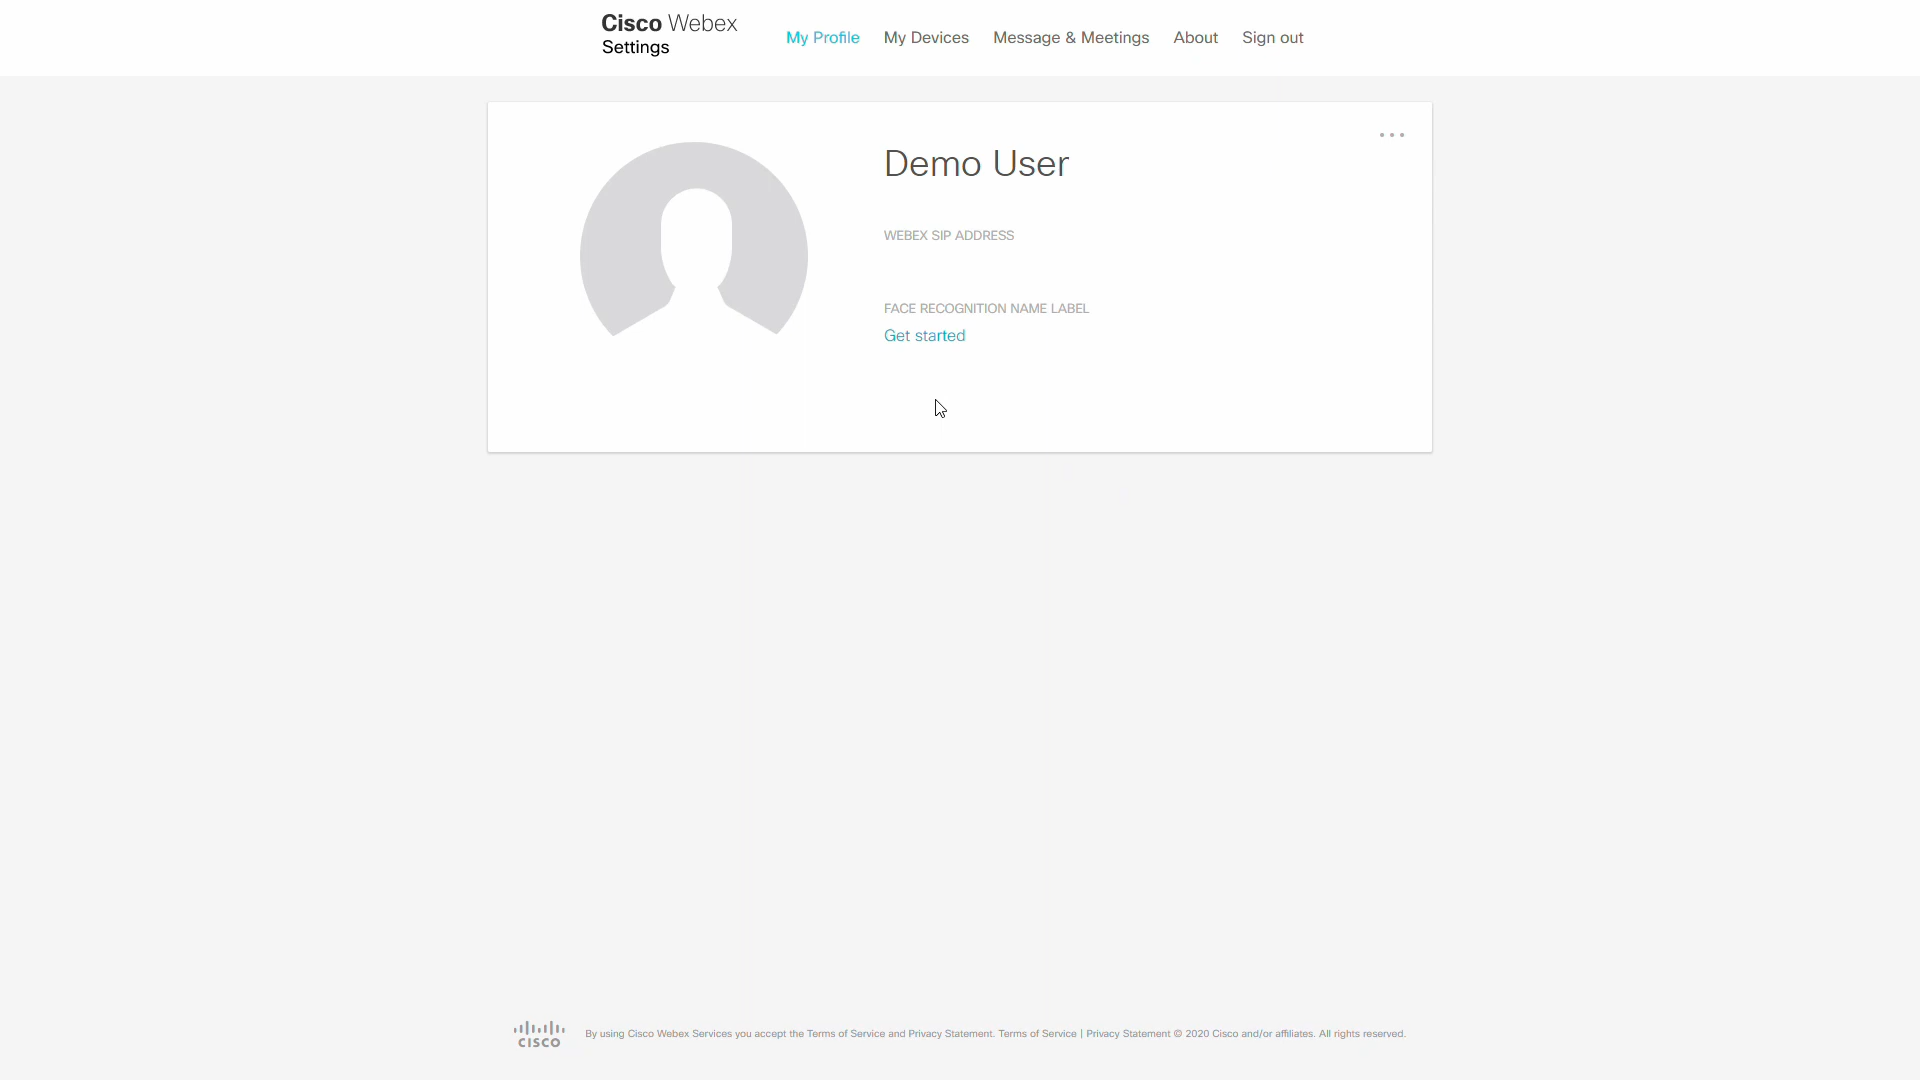 Cisco Webex
Settings
My Profile
My Devices
Message & Meetings
About
Sign out
Demo User
WEBEX SIP ADDRESS
FACE RECOGNITION NAME LABEL
Get started
CISCO
By using Cisco Webex Services you accept the Terms of Service and Privacy Statement. Terms of Service | Privacy Statement © 2020 Cisco and/or affiliates. All rights reserved.